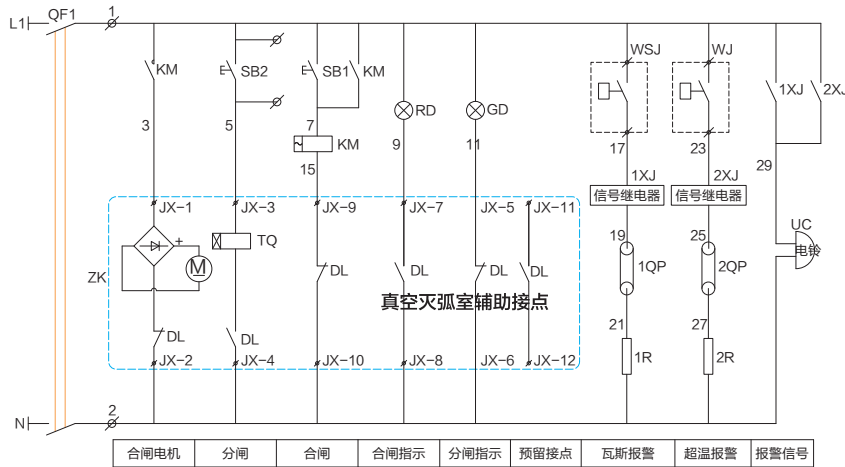 L1 QF1 1
KM SB2 SB1 KM WSJ WJ 1XJ 2XJ
RD GD
3 5 7 9 11 17 23
KM
15 29
1XJ 2XJ
信号继电器 信号继电器
JX-1 JX-3 JX-9 JX-7 JX-5 JX-11
UC
电铃
+ TQ 19 25
M
ZK DL DL DL DL 1QP 2QP
真空灭弧室辅助接点
21 27
DL DL
JX-2 JX-4 JX-10 JX-8 JX-6 JX-12 1R 2R
N 2
合闸电机 分闸 合闸 合闸指示 分闸指示 预留接点 瓦斯报警 超温报警 报警信号